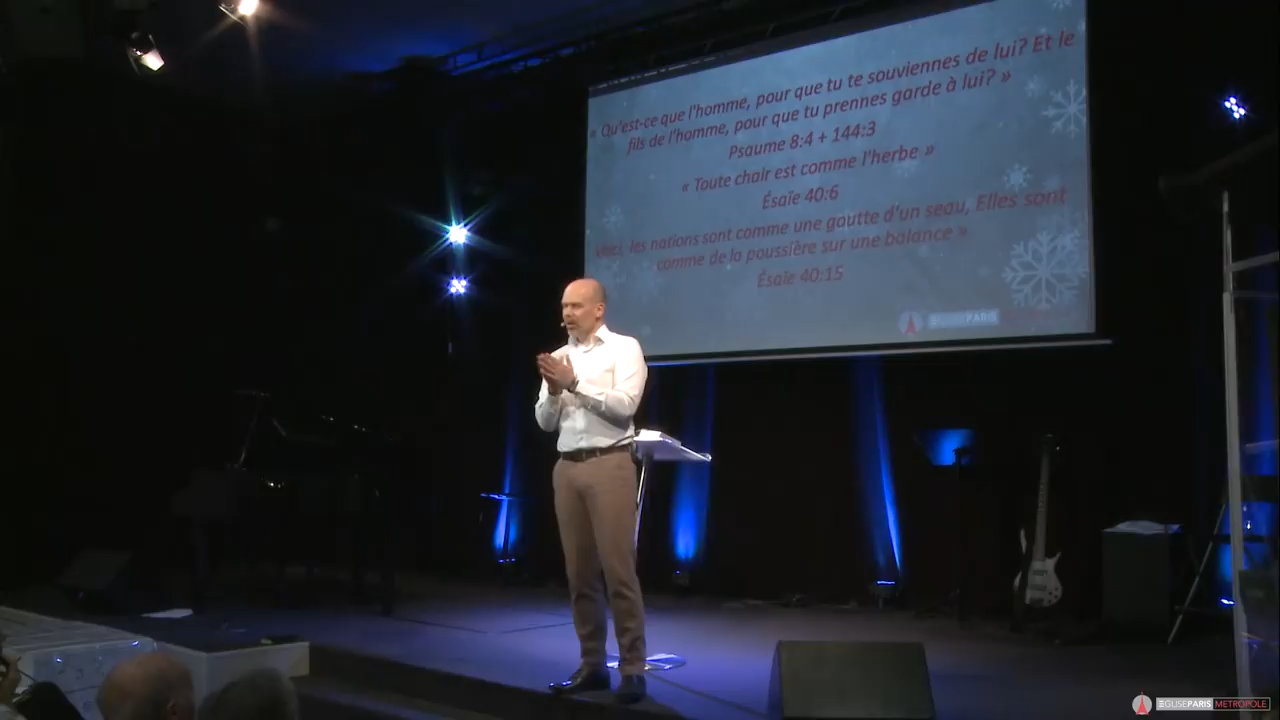 « Qu'est-ce que l'homme, pour que tu te souviennes de lui? Et le
fils de l'homme, pour que tu prennes garde à lui? »
Psaume 8:4 + 144:3
« Toute chair est comme l'herbe »
Ésaïe 40:6
les nations sont comme une goutte d'un seau, Elles sont
comme de la poussière sur une balance »
Ésaïe 40:15
EGLISEPARIS
EGLISEPARIS METROPOLE